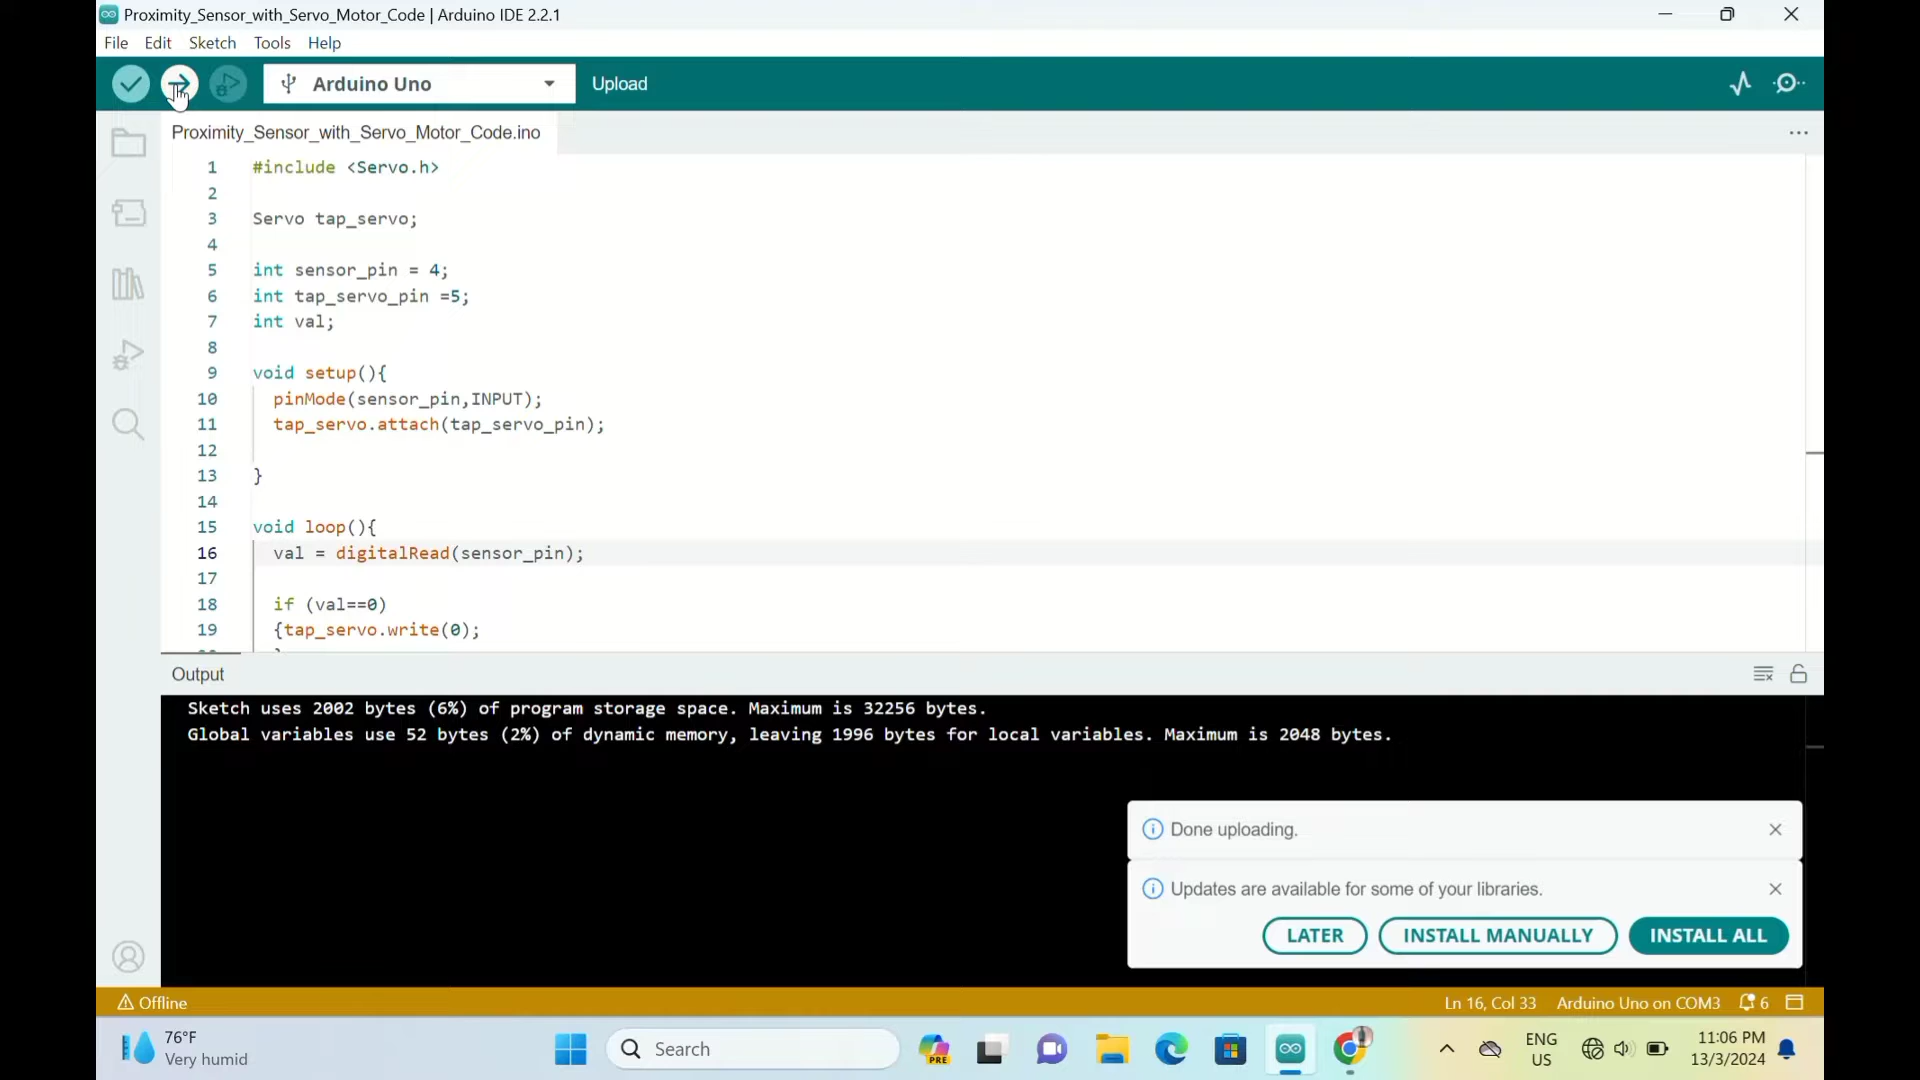 Proximity_Sensor_with_Servo_Motor_Code | Arduino IDE 2.2.1
File Edit Sketch Tools Help
Arduino Uno Upload
Proximity_Sensor_with_Servo_Motor_Code.ino
1 #include <Servo.h>
2
3 Servo tap_servo;
4
5 int sensor_pin = 4;
6 int tap_servo_pin =5;
7 int val;
8
9 void setup(){
10 pinMode(sensor_pin,INPUT);
11 tap_servo.attach(tap_servo_pin);
12
13 }
14
15 void loop(){
16 val = digitalRead(sensor_pin);
17
18 if (val==0)
19 {tap_servo.write(0);
Output
Sketch uses 2002 bytes (6%) of program storage space. Maximum is 32256 bytes.
Global variables use 52 bytes (2%) of dynamic memory, leaving 1996 bytes for local variables. Maximum is 2048 bytes.
Done uploading.
Updates are available for some of your libraries.
LATER INSTALL MANUALLY INSTALL ALL
Offline Ln 16, Col 33 Arduino Uno on COM3 6
76°F
Very humid
Search
PRE
ENG
US
11:06 PM
13/3/2024